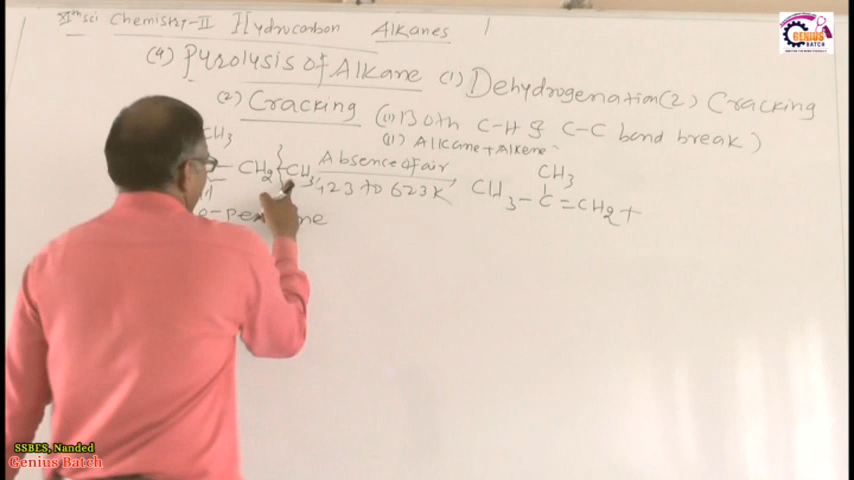 XIth sci Chemistry-II Hydrocarbon Alkanes
GENIUS
BATCH
(4) Pyrolysis of Alkane (1) Dehydrogenation (2) Cracking
(2) Cracking (i) Both C-H & C-C bond break)
(ii) Alkane + Alkene
CH3 Absence of air CH3
CH2 } CH3 423 to 623K CH3 - C = CH2 +
SSBES, Nanded
Genius Batch